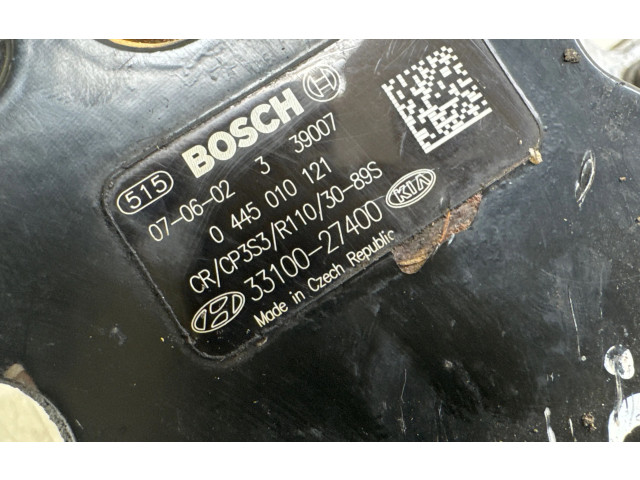 515 BOSCH
07-06-02 3 39007
0 445 010 121
CR/CP3S3/R110/30-89S
33100-27400 KIA
Made in Czech Republic